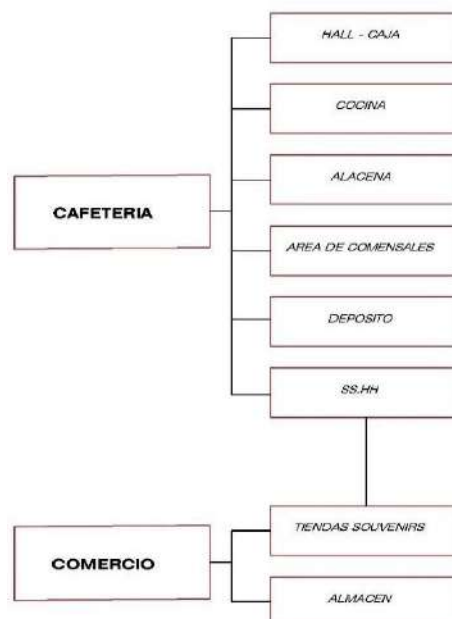 HALL - CAJA
COCINA
ALACENA
CAFETERIA
AREA DE COMENSALES
DEPOSITO
SS.HH
TIENDAS SOUVENIRS
COMERCIO
ALMACEN